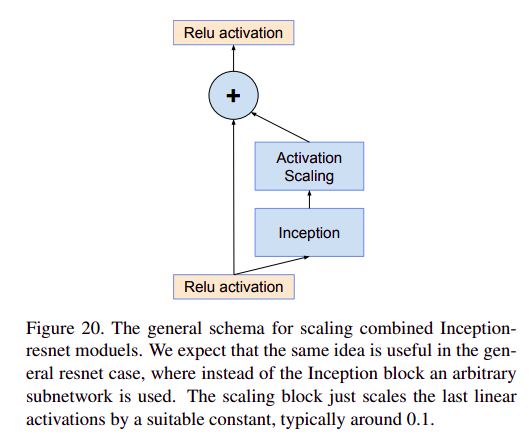 Relu activation
+
Activation
Scaling
Inception
Relu activation
Figure 20. The general schema for scaling combined Inception-
resnet moduels. We expect that the same idea is useful in the gen-
eral resnet case, where instead of the Inception block an arbitrary
subnetwork is used. The scaling block just scales the last linear
activations by a suitable constant, typically around 0.1.